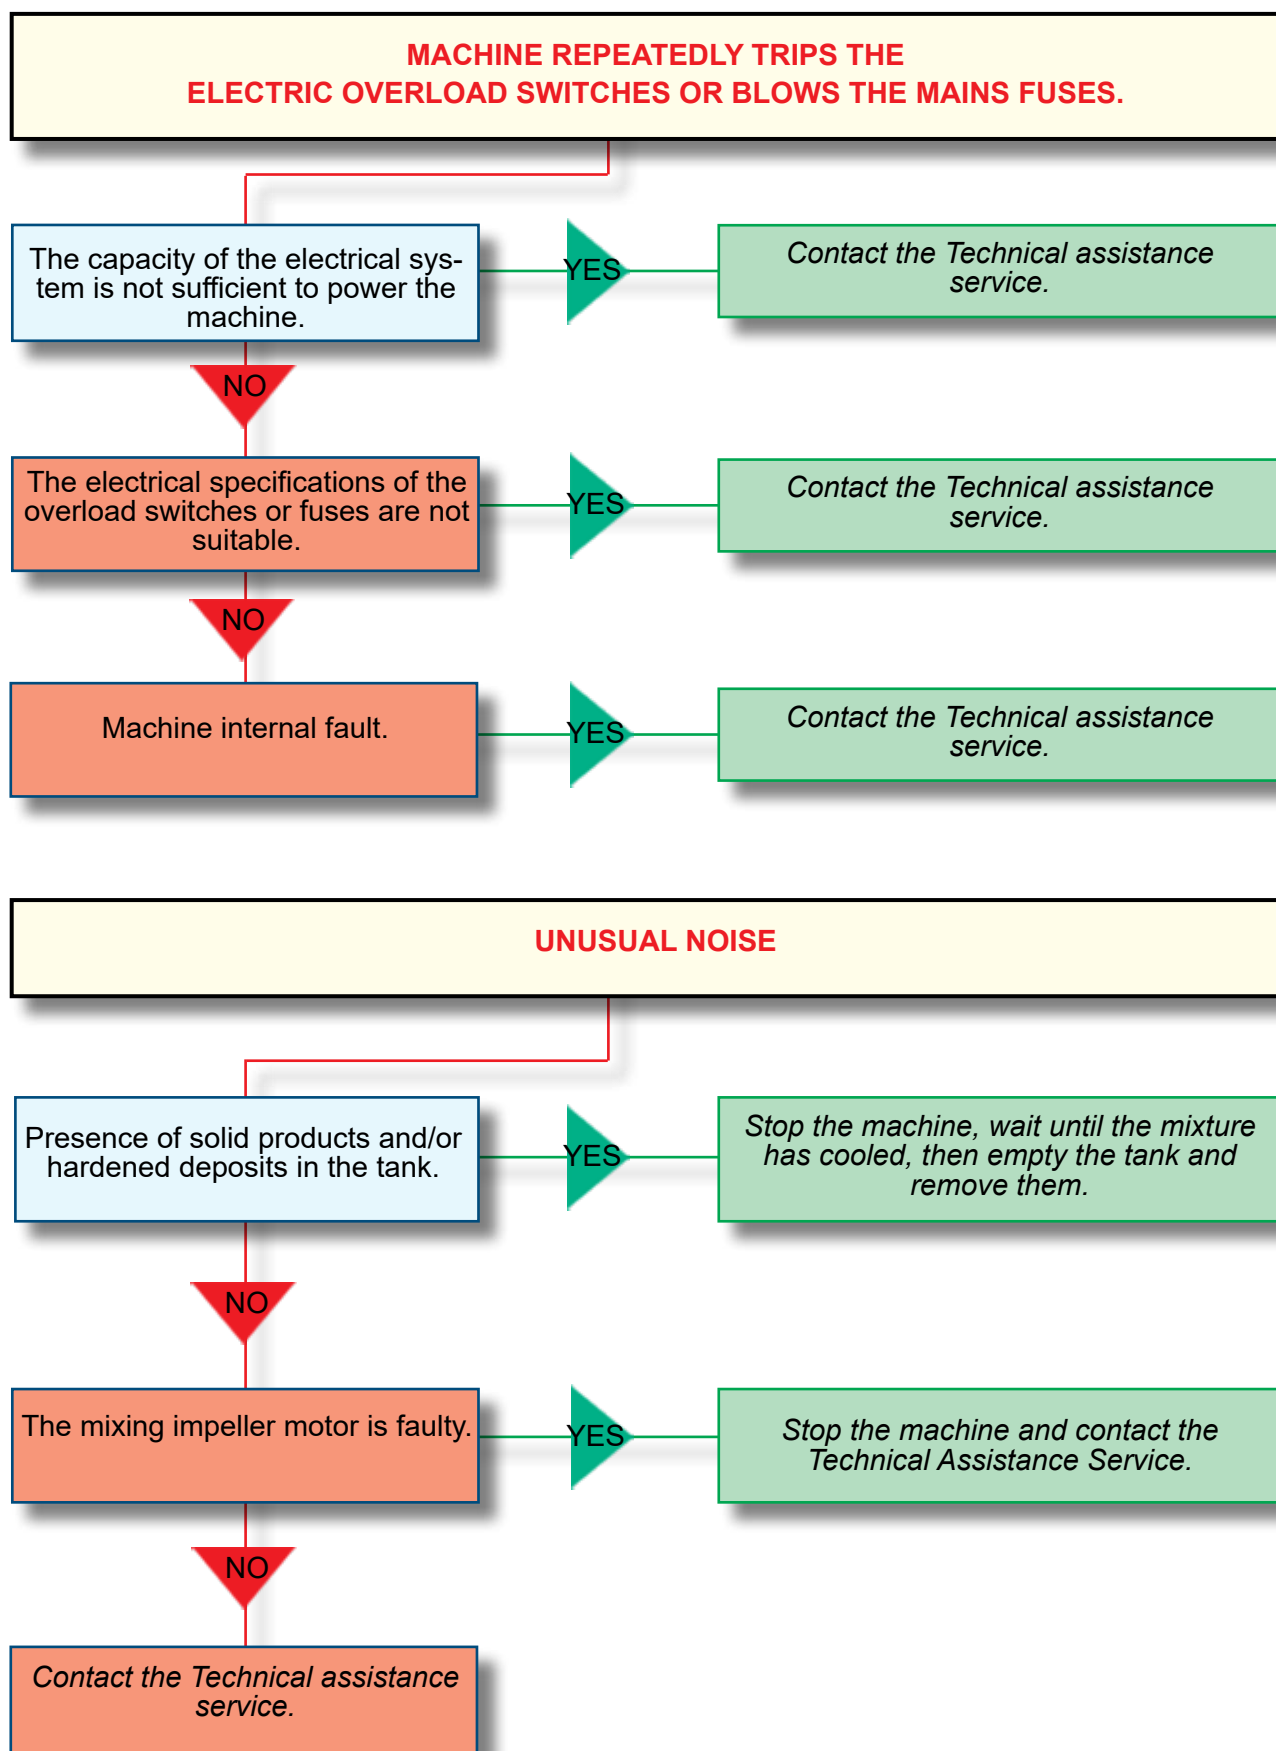 MACHINE REPEATEDLY TRIPS THE
ELECTRIC OVERLOAD SWITCHES OR BLOWS THE MAINS FUSES.
The capacity of the electrical sys-
tem is not sufficient to power the
machine.
YES
Contact the Technical assistance
service.
NO
The electrical specifications of the
overload switches or fuses are not
suitable.
YES
Contact the Technical assistance
service.
NO
Machine internal fault.
YES
Contact the Technical assistance
service.
UNUSUAL NOISE
Presence of solid products and/or
hardened deposits in the tank.
YES
Stop the machine, wait until the mixture
has cooled, then empty the tank and
remove them.
NO
The mixing impeller motor is faulty.
YES
Stop the machine and contact the
Technical Assistance Service.
NO
Contact the Technical assistance
service.